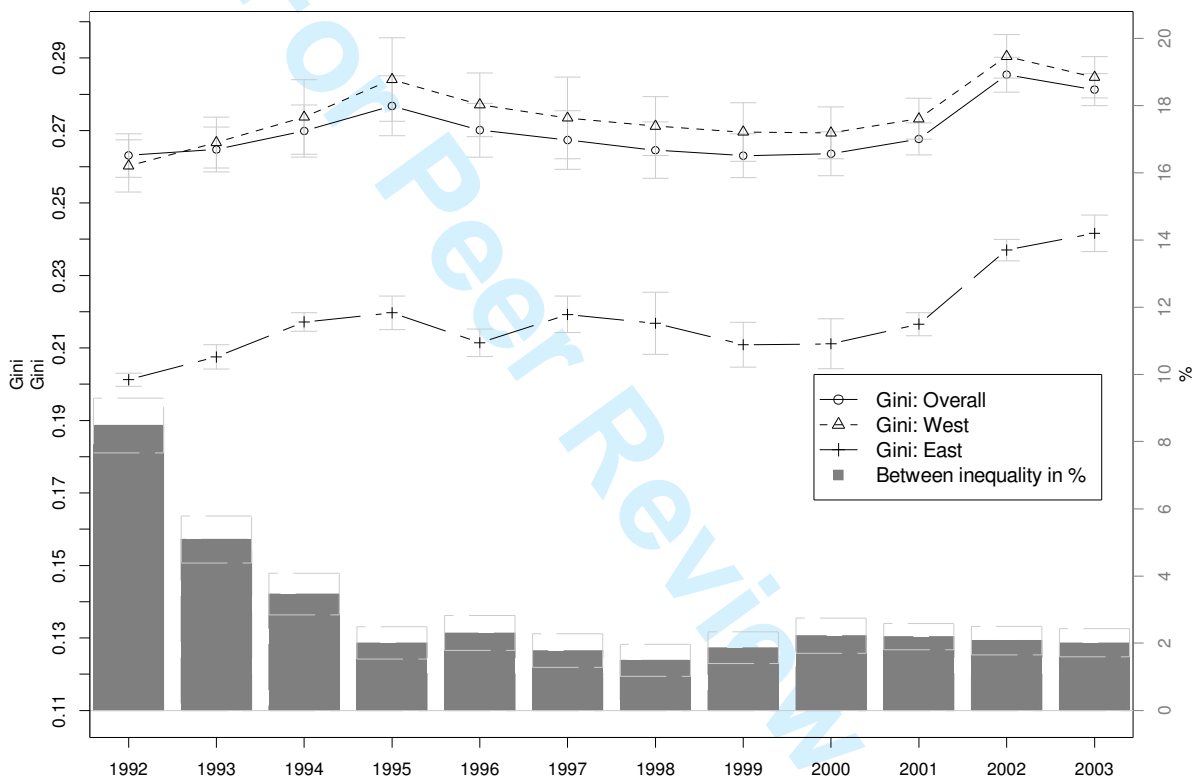 For Peer Review
0.29
0.27
0.25
0.23
0.21
0.19
0.17
0.15
0.13
0.11
Gini
Gini
20
18
16
14
12
10
8
6
4
2
0
%
Gini: Overall
Gini: West
Gini: East
Between inequality in %
1992 1993 1994 1995 1996 1997 1998 1999 2000 2001 2002 2003